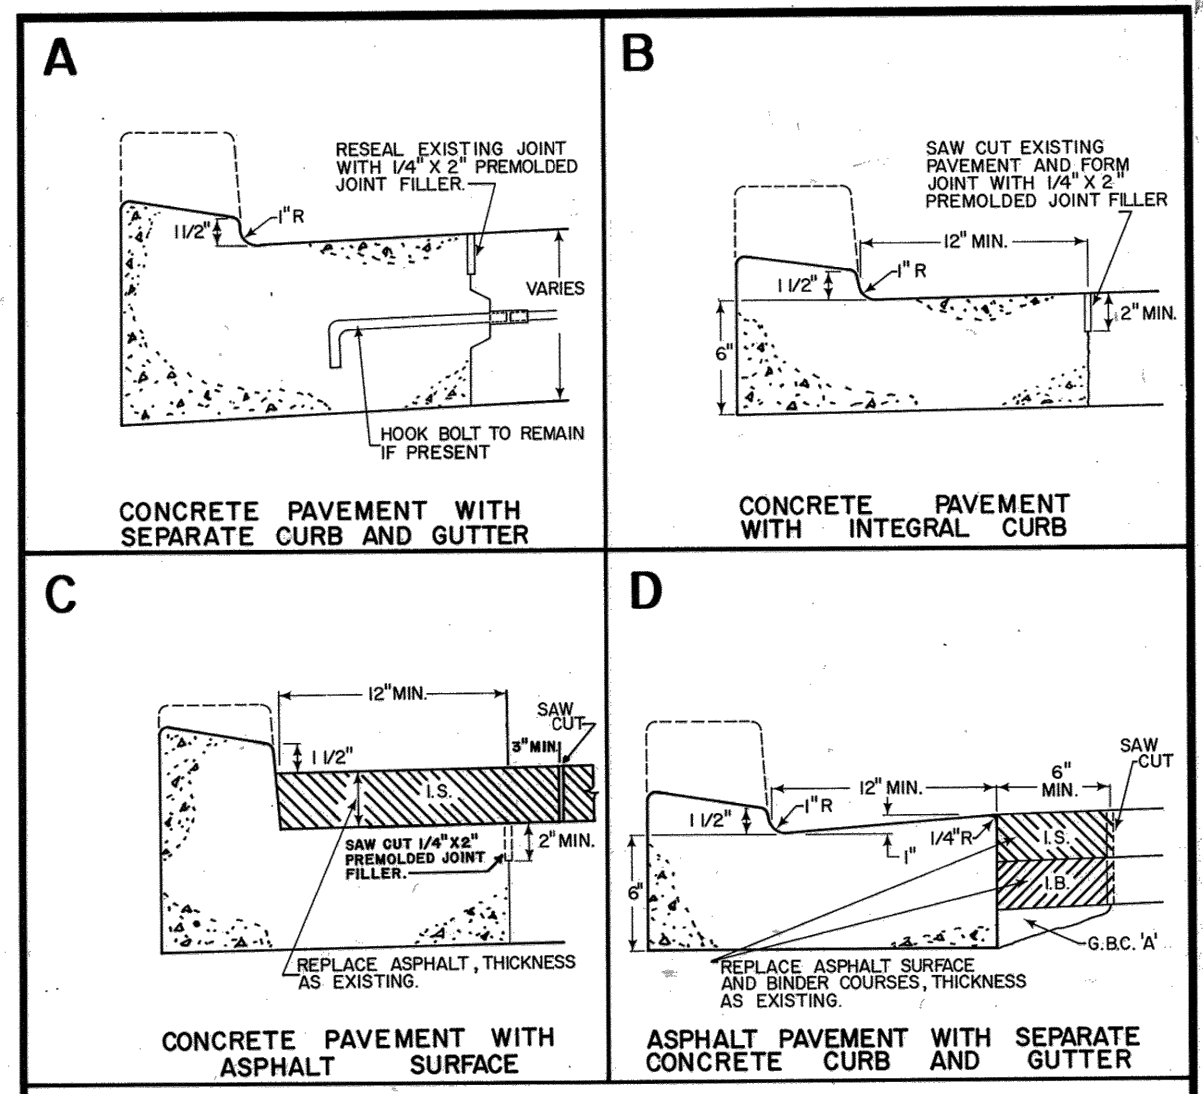 A
RESEAL EXISTING JOINT
WITH 1/4" X 2" PREMOLDED
JOINT FILLER.
1"R
1 1/2"
VARIES
HOOK BOLT TO REMAIN
IF PRESENT
CONCRETE PAVEMENT WITH
SEPARATE CURB AND GUTTER
B
SAW CUT EXISTING
PAVEMENT AND FORM
JOINT WITH 1/4" X 2"
PREMOLDED JOINT FILLER
12" MIN.
1" R
1 1/2"
2" MIN.
6"
CONCRETE PAVEMENT
WITH INTEGRAL CURB
C
12" MIN.
SAW
CUT
3" MIN.
1 1/2"
I.S.
SAW CUT 1/4" X 2"
PREMOLDED JOINT
FILLER.
2" MIN.
REPLACE ASPHALT, THICKNESS
AS EXISTING.
CONCRETE PAVEMENT WITH
ASPHALT SURFACE
D
SAW
CUT
6"
MIN.
12" MIN.
1"R
1 1/2"
1/4"R
1"
I.S.
6"
I.B.
G.B.C. 'A'
REPLACE ASPHALT SURFACE
AND BINDER COURSES, THICKNESS
AS EXISTING.
ASPHALT PAVEMENT WITH SEPARATE
CONCRETE CURB AND GUTTER